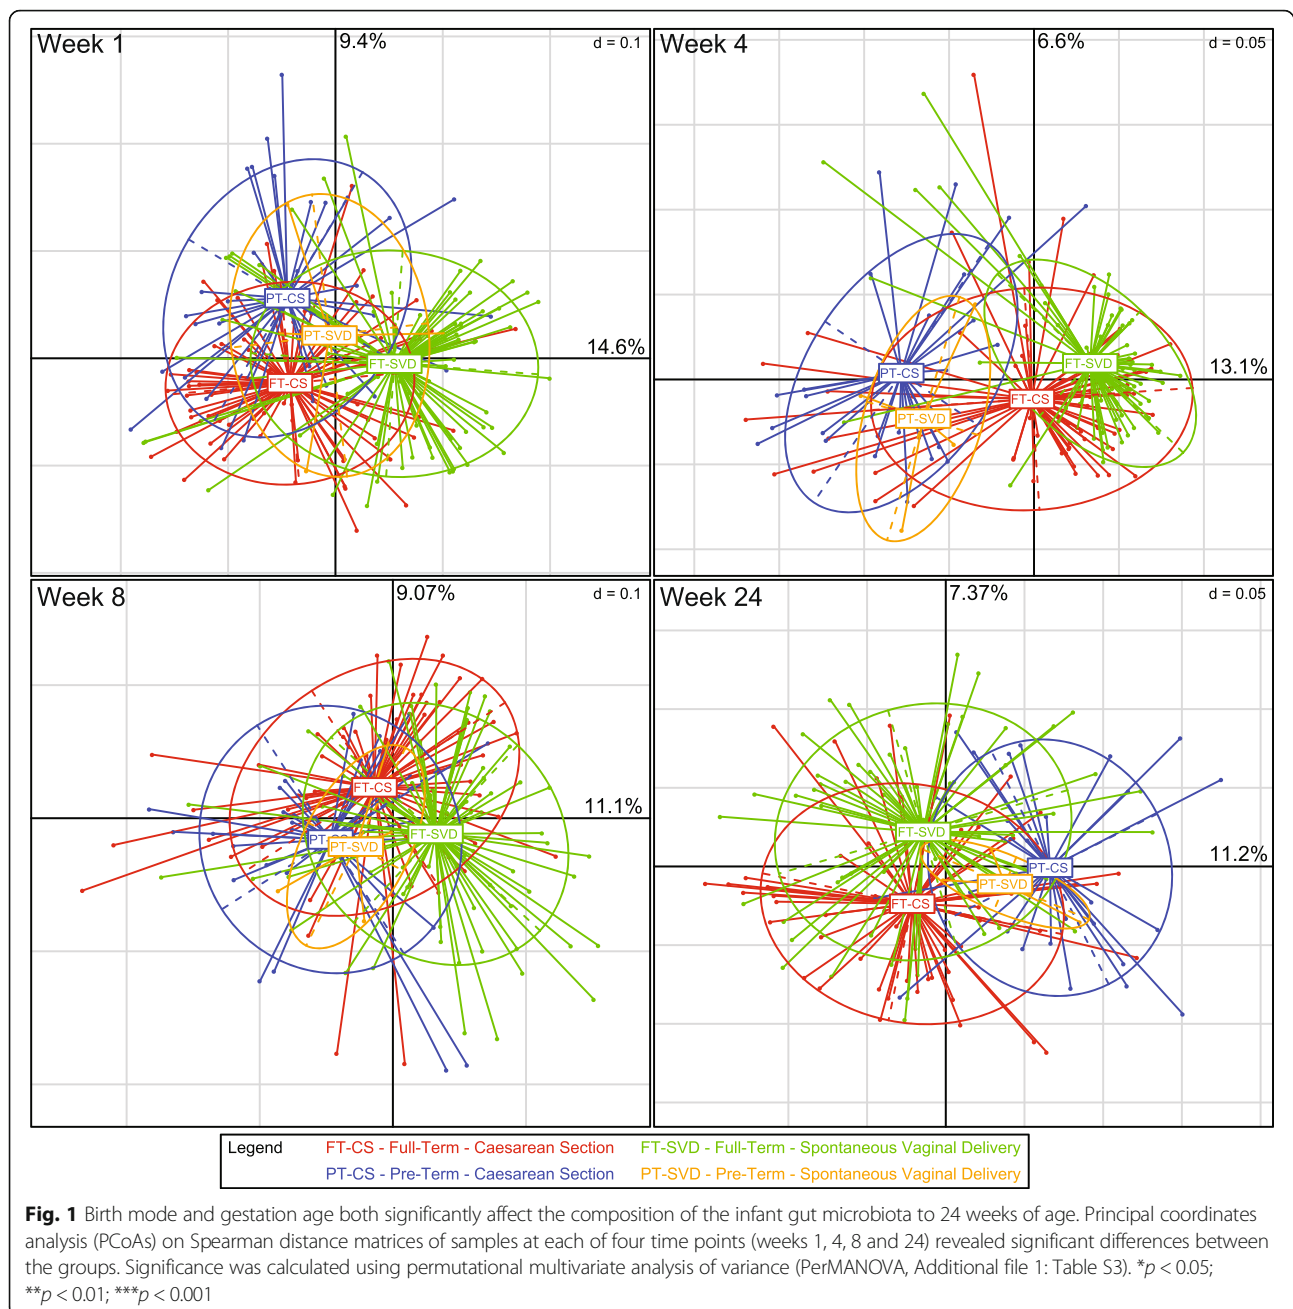 Week 1
9.4%
d = 0.1
PT-CS
PT-SVD
FT-SVD
FT-CS
14.6%
Week 4
6.6%
d = 0.05
FT-SVD
PT-CS
FT-CS
PT-SVD
13.1%
Week 8
9.07%
d = 0.1
FT-CS
FT-SVD
PT-CS
PT-SVD
11.1%
Week 24
7.37%
d = 0.05
FT-SVD
PT-CS
PT-SVD
FT-CS
11.2%
Legend FT-CS - Full-Term - Caesarean Section FT-SVD - Full-Term - Spontaneous Vaginal Delivery
PT-CS - Pre-Term - Caesarean Section PT-SVD - Pre-Term - Spontaneous Vaginal Delivery
Fig. 1 Birth mode and gestation age both significantly affect the composition of the infant gut microbiota to 24 weeks of age. Principal coordinates
analysis (PCoAs) on Spearman distance matrices of samples at each of four time points (weeks 1, 4, 8 and 24) revealed significant differences between
the groups. Significance was calculated using permutational multivariate analysis of variance (PerMANOVA, Additional file 1: Table S3). *p < 0.05;
**p < 0.01; ***p < 0.001